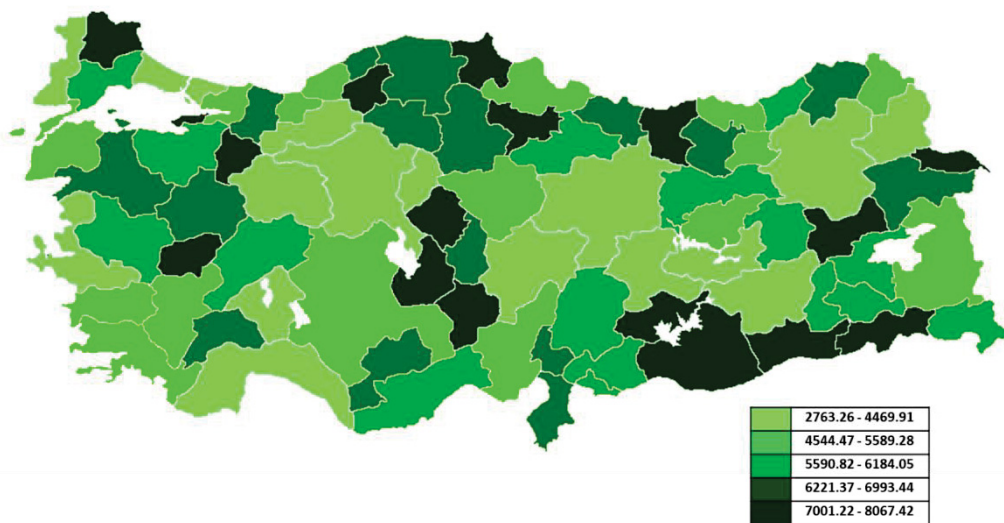 2763.26 - 4469.91
4544.47 - 5589.28
5590.82 - 6184.05
6221.37 - 6993.44
7001.22 - 8067.42